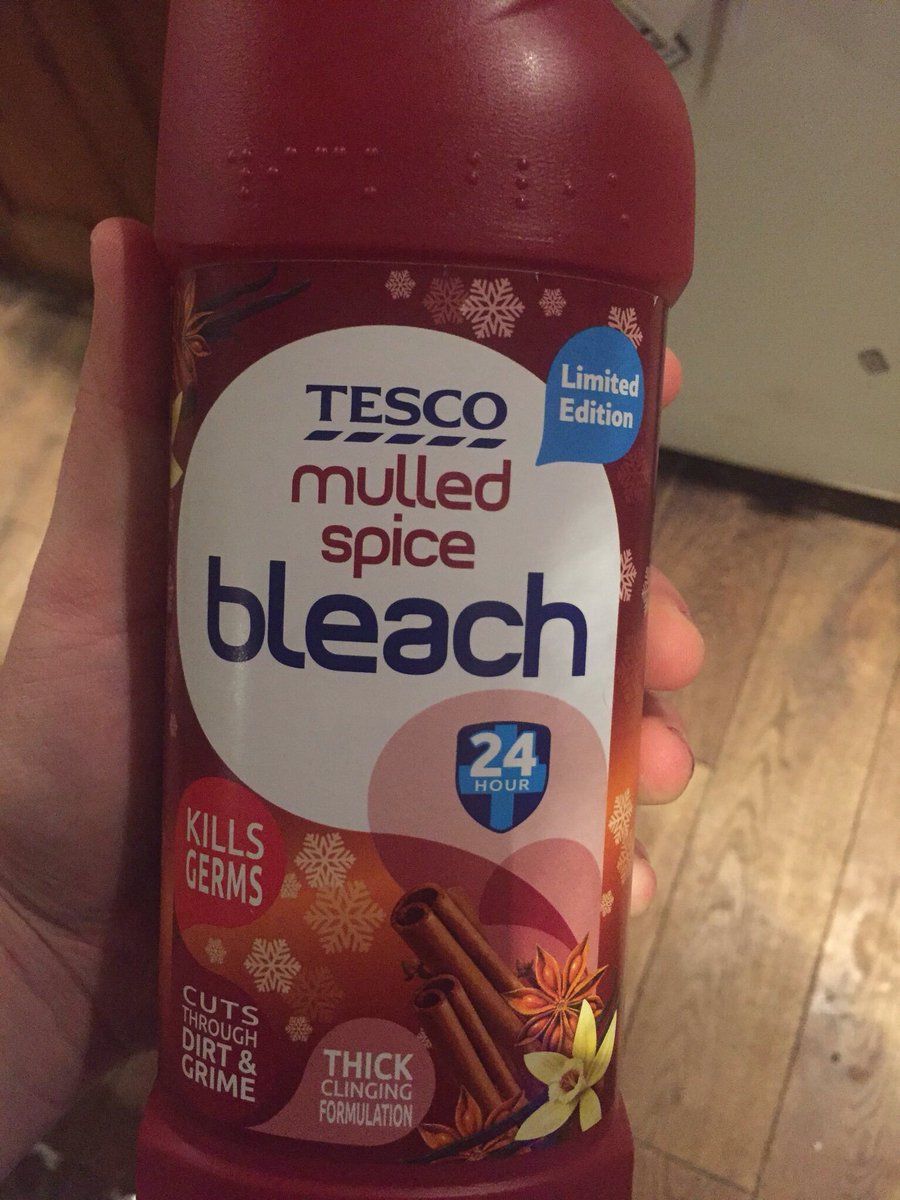 TESCO
Limited
Edition
mulled
spice
bleach
24
HOUR
KILLS
GERMS
CUTS
THROUGH
DIRT &
GRIME
THICK
CLINGING
FORMULATION